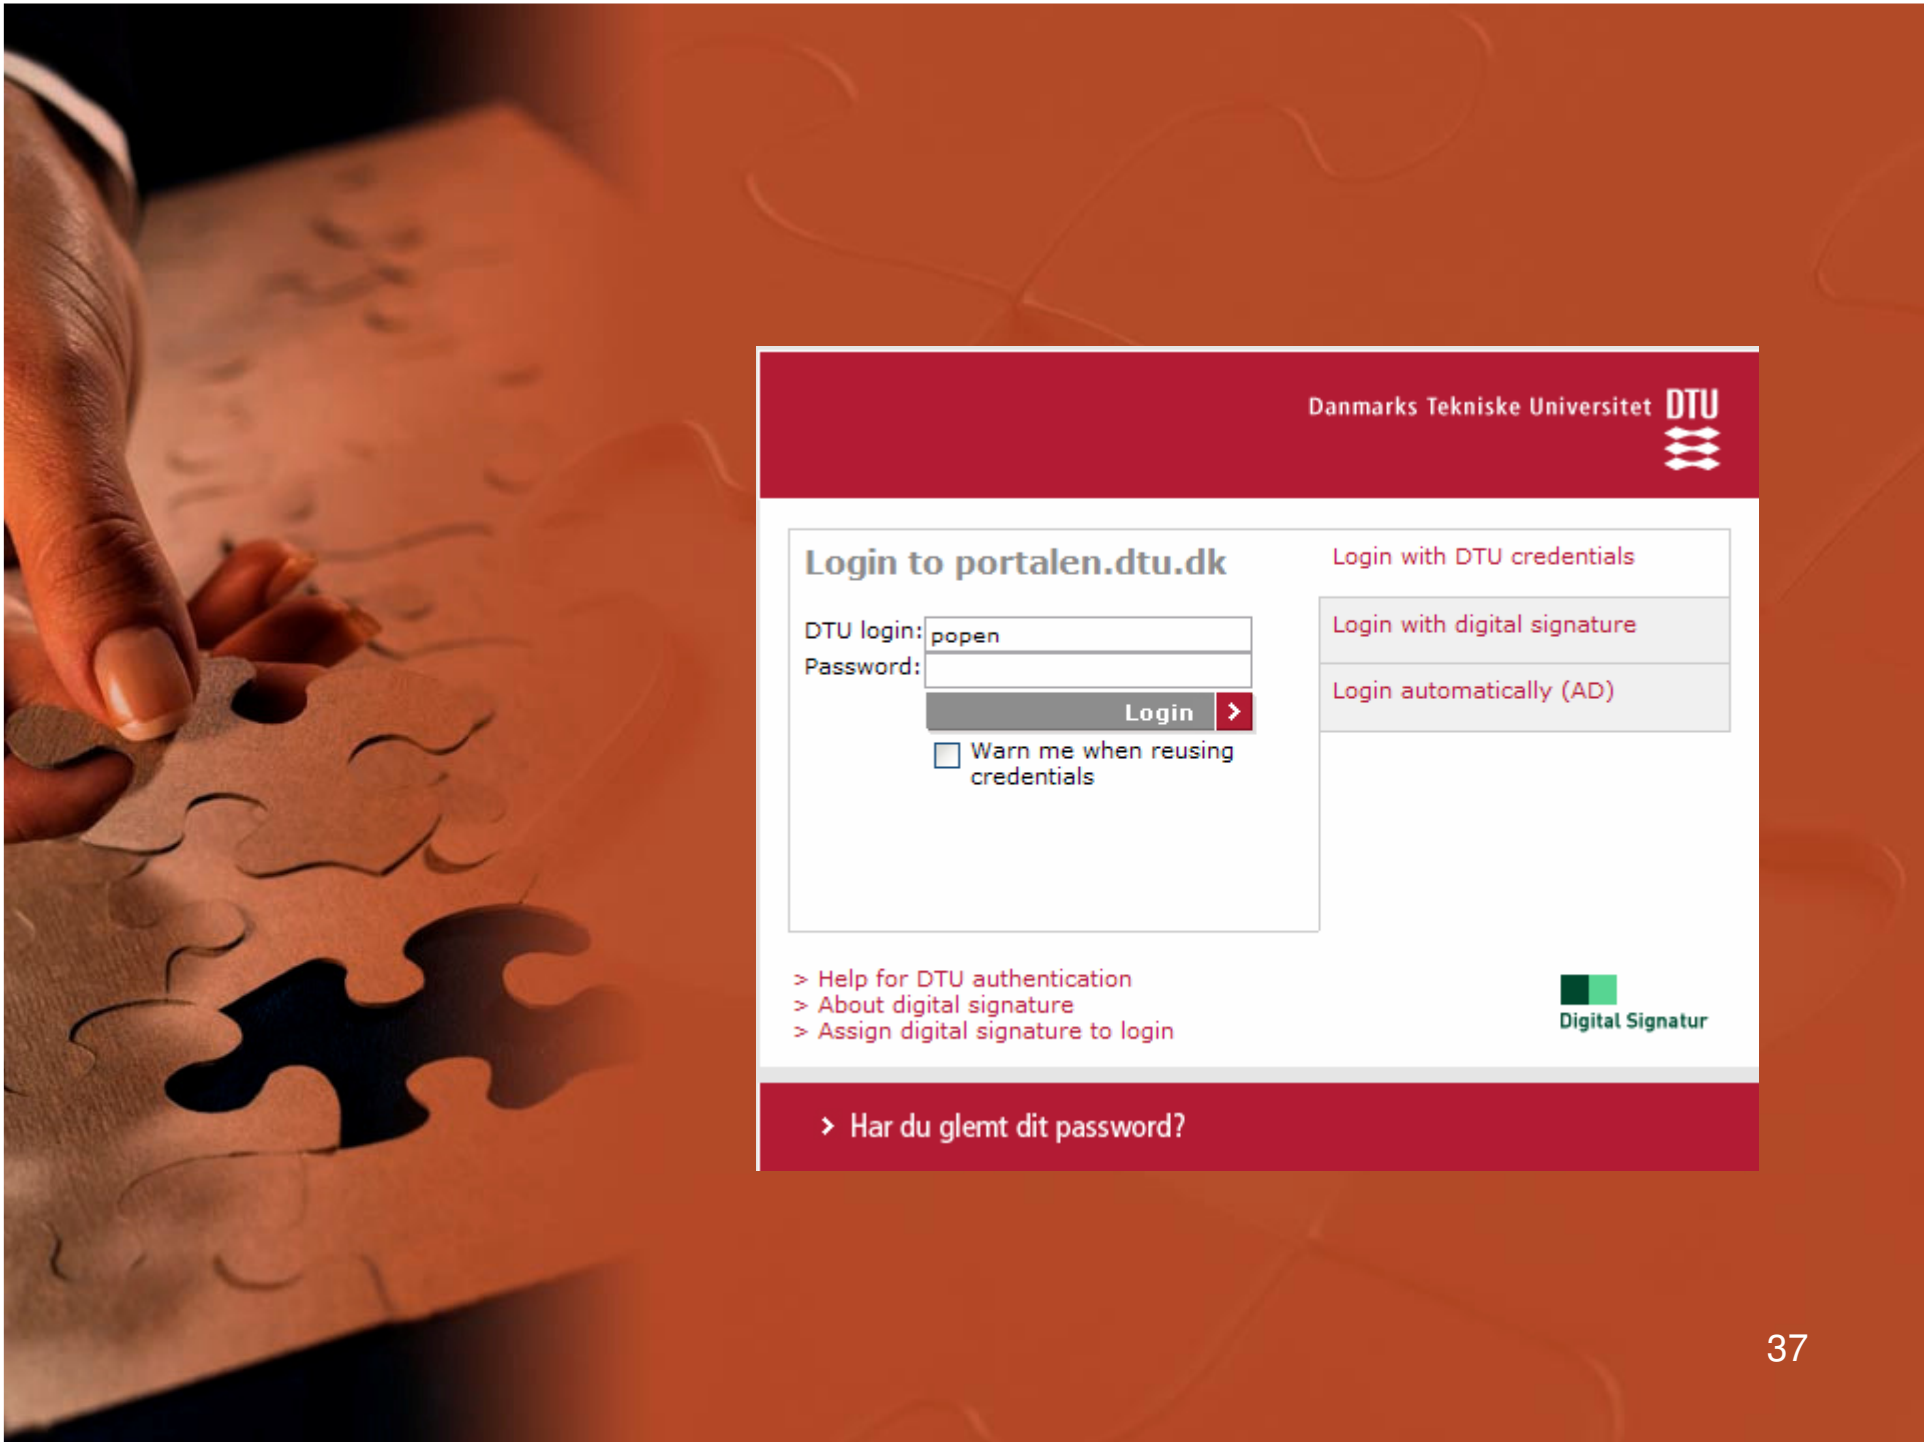 Danmarks Tekniske Universitet DTU
Login to portalen.dtu.dk
DTU login: popen
Password:
Login
Warn me when reusing
credentials
Login with DTU credentials
Login with digital signature
Login automatically (AD)
> Help for DTU authentication
> About digital signature
> Assign digital signature to login
Digital Signatur
> Har du glemt dit password?
37